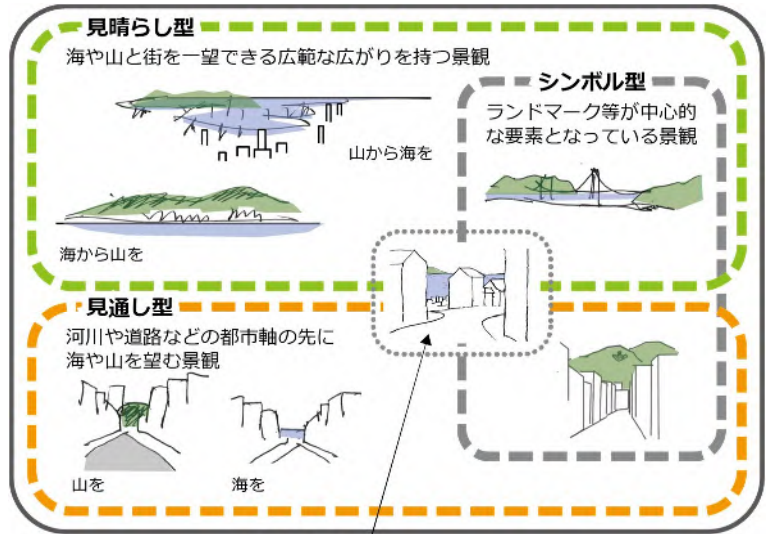 見晴らし型
海や山と街を一望できる広範な広がりを持つ景観
山から海を
海から山を
シンボル型
ランドマーク等が中心的
な要素となっている景観
見通し型
河川や道路などの都市軸の先に
海や山を望む景観
山を
海を